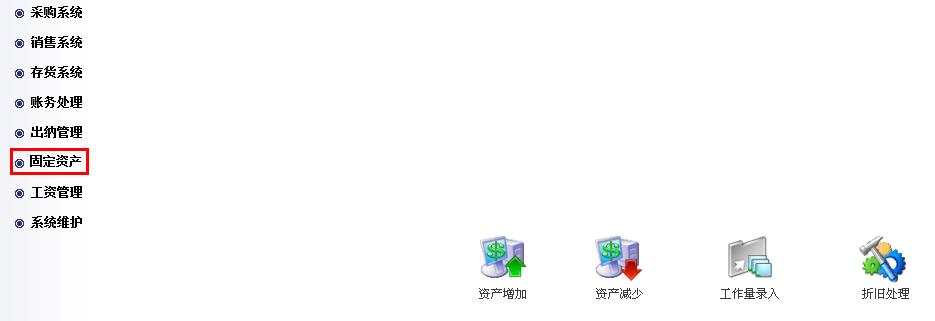 采购系统
销售系统
存货系统
账务处理
出纳管理
固定资产
工资管理
系统维护
资产增加 资产减少 工作量录入 折旧处理